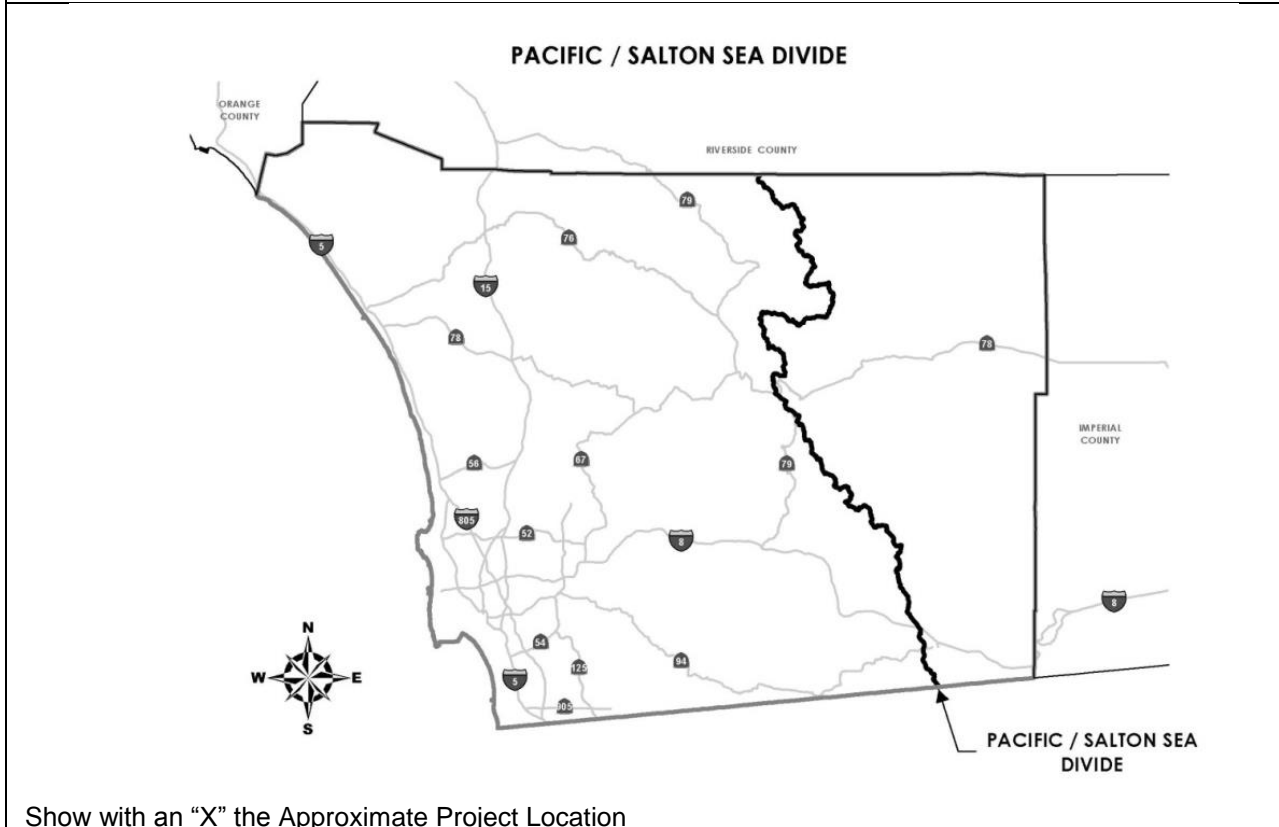 PACIFIC / SALTON SEA DIVIDE
ORANGE
COUNTY
RIVERSIDE COUNTY
79
5
76
15
78
78
IMPERIAL
COUNTY
56
67
79
805
52
8
8
N
W
E
S
54
125
94
5
905
PACIFIC / SALTON SEA
DIVIDE
Show with an “X” the Approximate Project Location